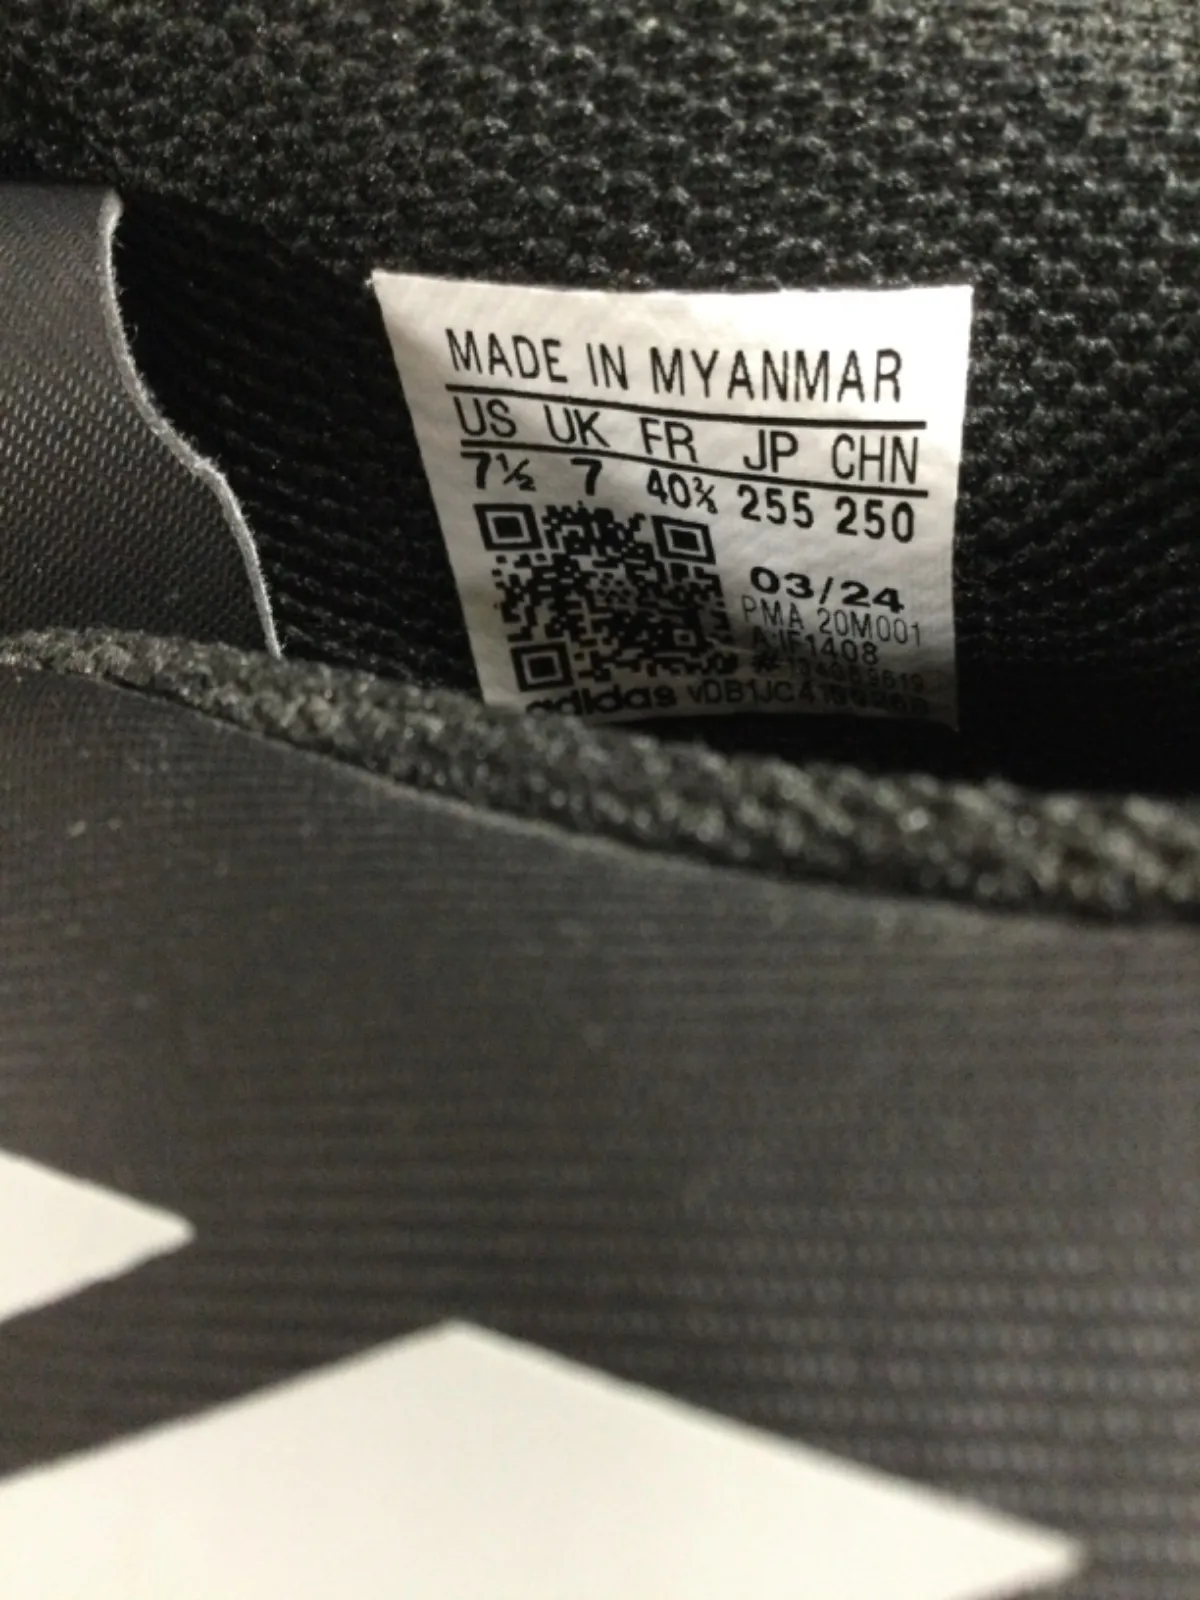 MADE IN MYANMAR
US UK FR JP CHN
7½ 7 40⅔ 255 250
03/24
PMA 20M001
A:IF1408
adidas